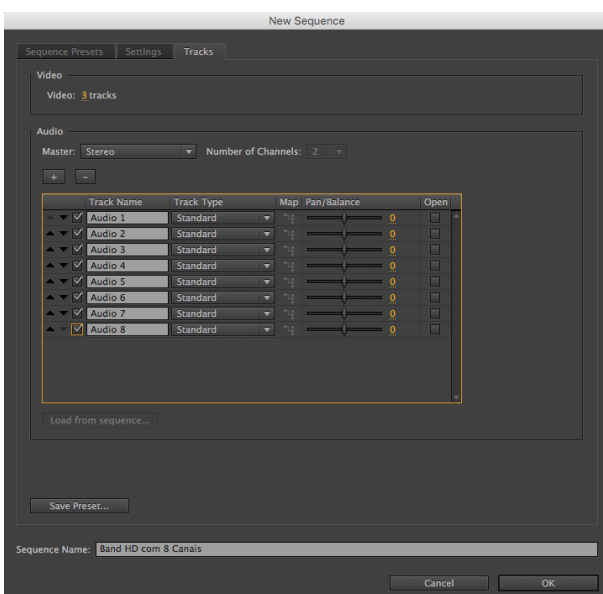 New Sequence
Sequence Presets Settings Tracks
Video
Video: 3 tracks
Audio
Master: Stereo Number of Channels: 2
+ -
Track Name Track Type Map Pan/Balance Open
Audio 1 Standard 0
Audio 2 Standard 0
Audio 3 Standard 0
Audio 4 Standard 0
Audio 5 Standard 0
Audio 6 Standard 0
Audio 7 Standard 0
Audio 8 Standard 0
Load from sequence...
Save Preset...
Sequence Name: Band HD com 8 Canais
Cancel OK